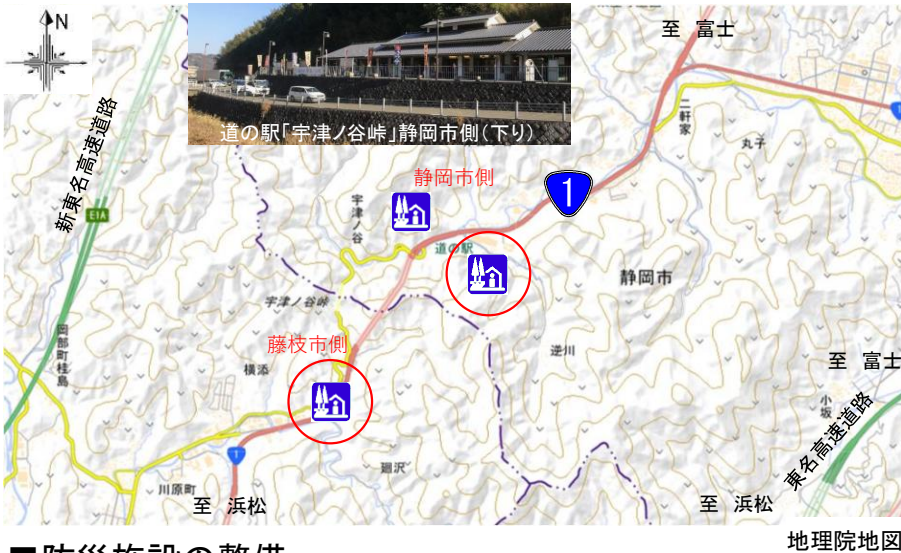 N
至 富士
新東名高速道路
E1A
道の駅「宇津ノ谷峠」静岡市側(下り)
1
二軒家
丸子
静岡市側
1
宇津ノ谷
道の駅
静岡市
宇津ノ谷峠
岡部町桂島
藤枝市側
横添
逆川
至 富士
小坂
東名高速道路
廻沢
1
川原町
至 浜松
至 浜松
地理院地図
■防災施設の整備